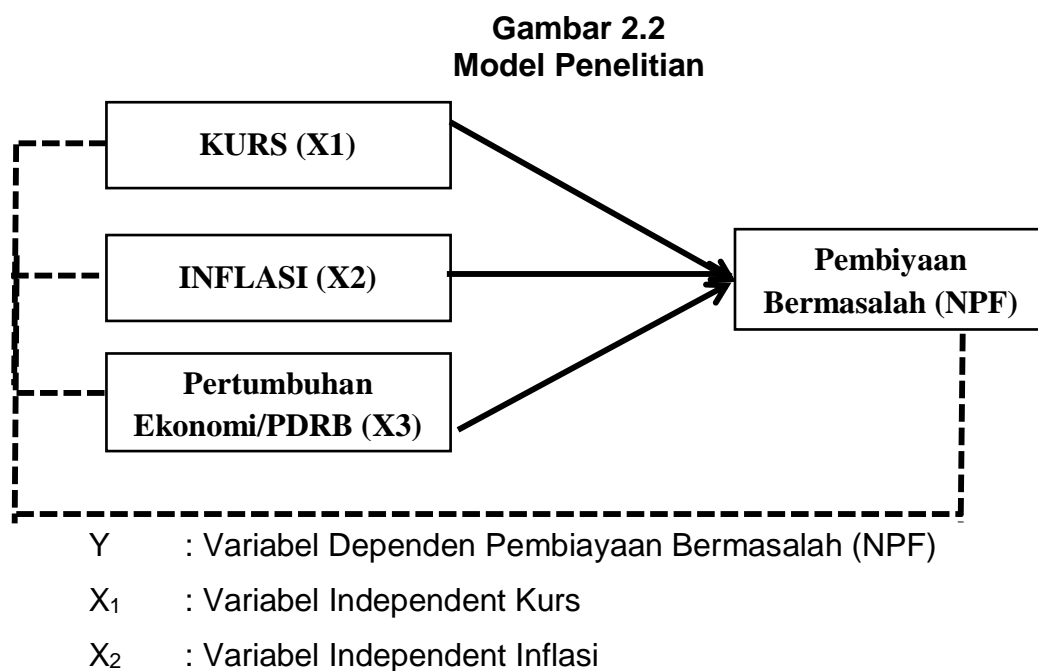 Gambar 2.2
Model Penelitian
KURS (X1)
INFLASI (X2)
Pertumbuhan
Ekonomi/PDRB (X3)
Pembiyaan
Bermasalah (NPF)
Y : Variabel Dependen Pembiayaan Bermasalah (NPF)
X₁ : Variabel Independent Kurs
X₂ : Variabel Independent Inflasi